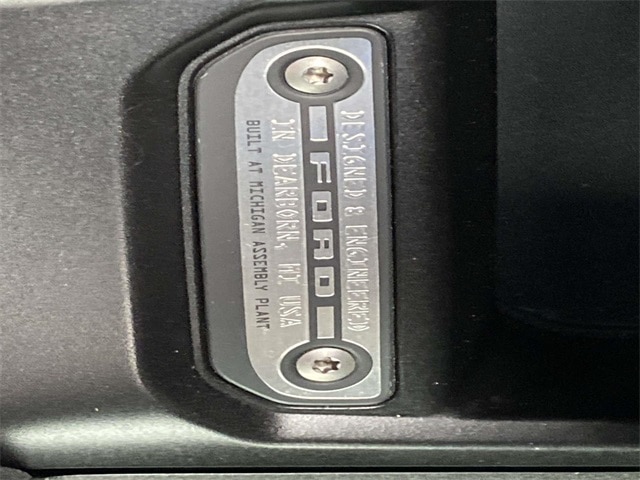 DESIGNED & ENGINEERED
FORD
IN DEARBORN, MI USA
BUILT AT MICHIGAN ASSEMBLY PLANT